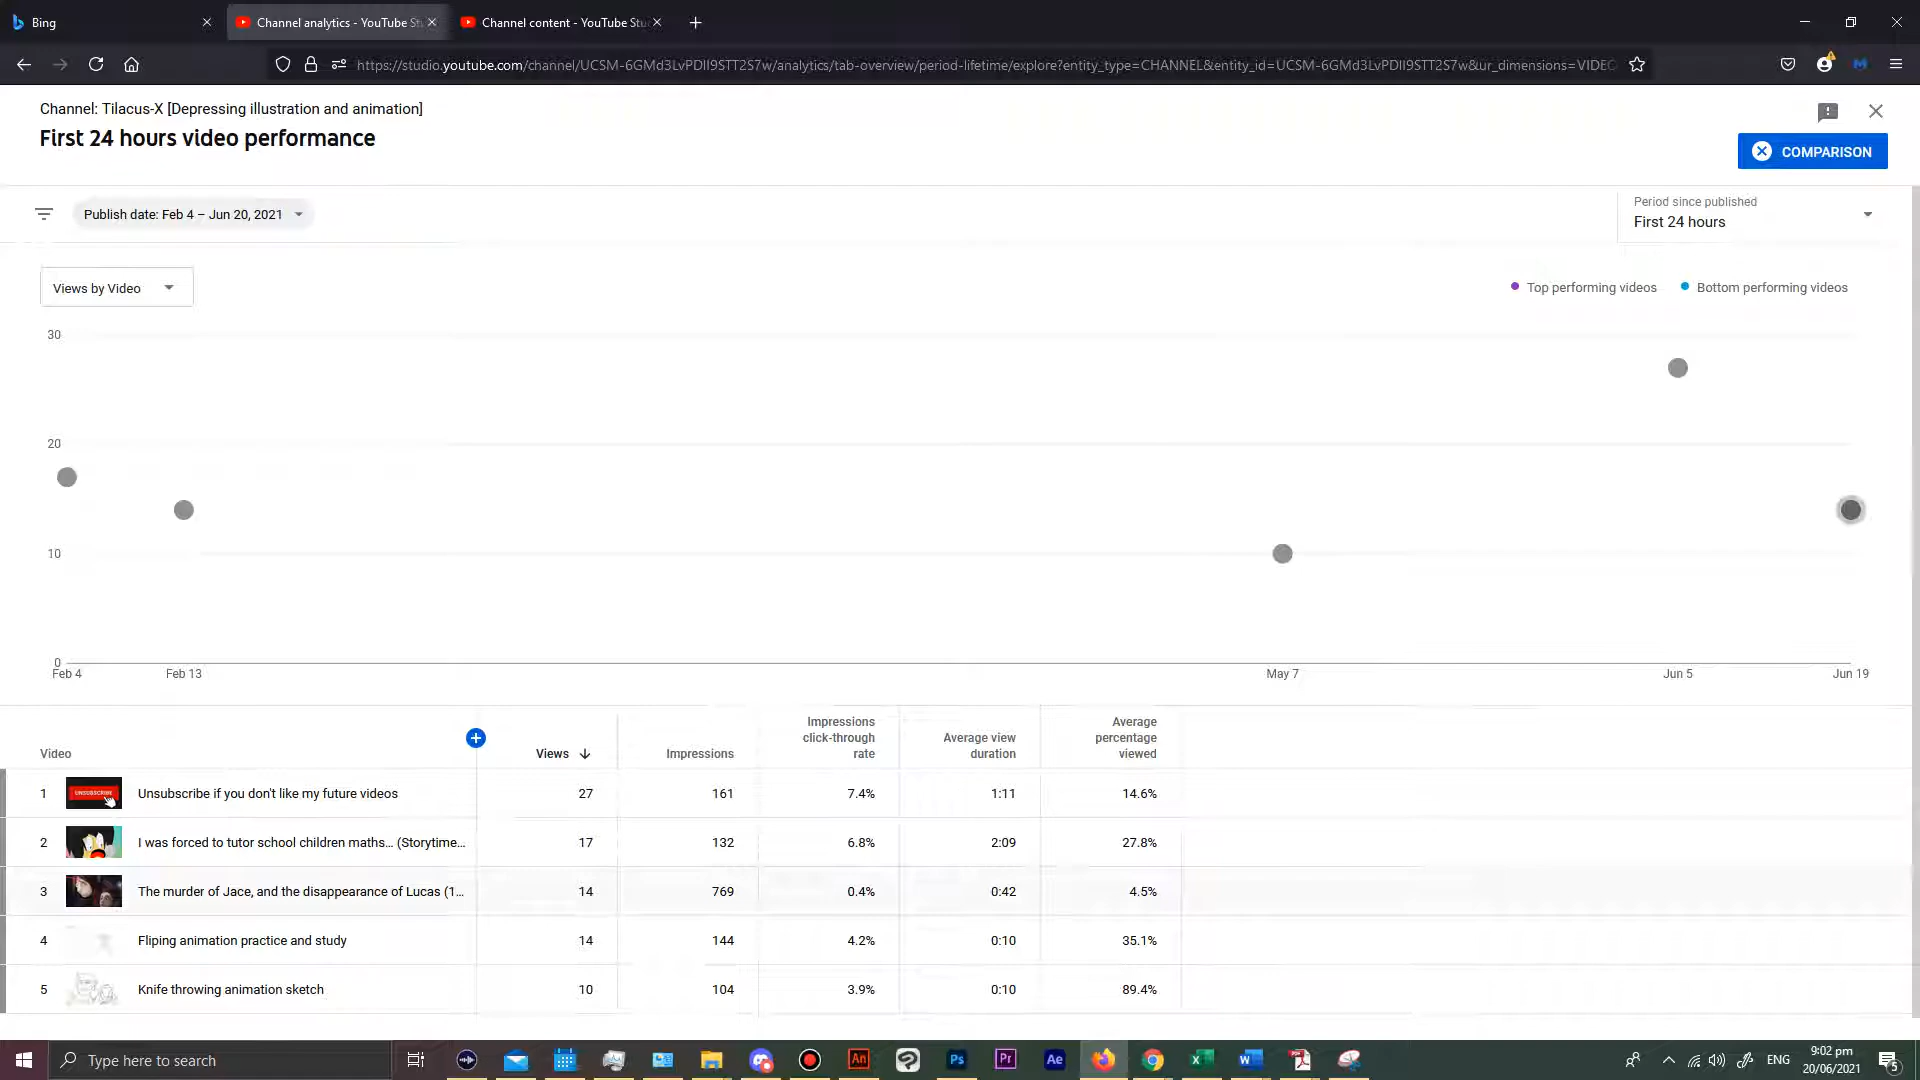 Bing
Channel analytics - YouTube St
Channel content - YouTube Stu
https://studio.youtube.com/channel/UCSM-6GMd3LvPDII9STT2S7w/analytics/tab-overview/period-lifetime/explore?entity_type=CHANNEL&entity_id=UCSM-6GMd3LvPDII9STT2S7w&ur_dimensions=VIDEO
Channel: Tilacus-X [Depressing illustration and animation]
First 24 hours video performance
COMPARISON
Publish date: Feb 4 – Jun 20, 2021
Period since published
First 24 hours
Views by Video
Top performing videos
Bottom performing videos
30
20
10
0
Feb 4
Feb 13
May 7
Jun 5
Jun 19
Video
Views
Impressions
Impressions click-through rate
Average view duration
Average percentage viewed
1 UNSUBSCRIBE Unsubscribe if you don't like my future videos 27 161 7.4% 1:11 14.6%
2 I was forced to tutor school children maths... (Storytime... 17 132 6.8% 2:09 27.8%
3 The murder of Jace, and the disappearance of Lucas (1... 14 769 0.4% 0:42 4.5%
4 Fliping animation practice and study 14 144 4.2% 0:10 35.1%
5 Knife throwing animation sketch 10 104 3.9% 0:10 89.4%
Type here to search
An
Ps
Pr
Ae
ENG
9:02 pm
20/06/2021
5